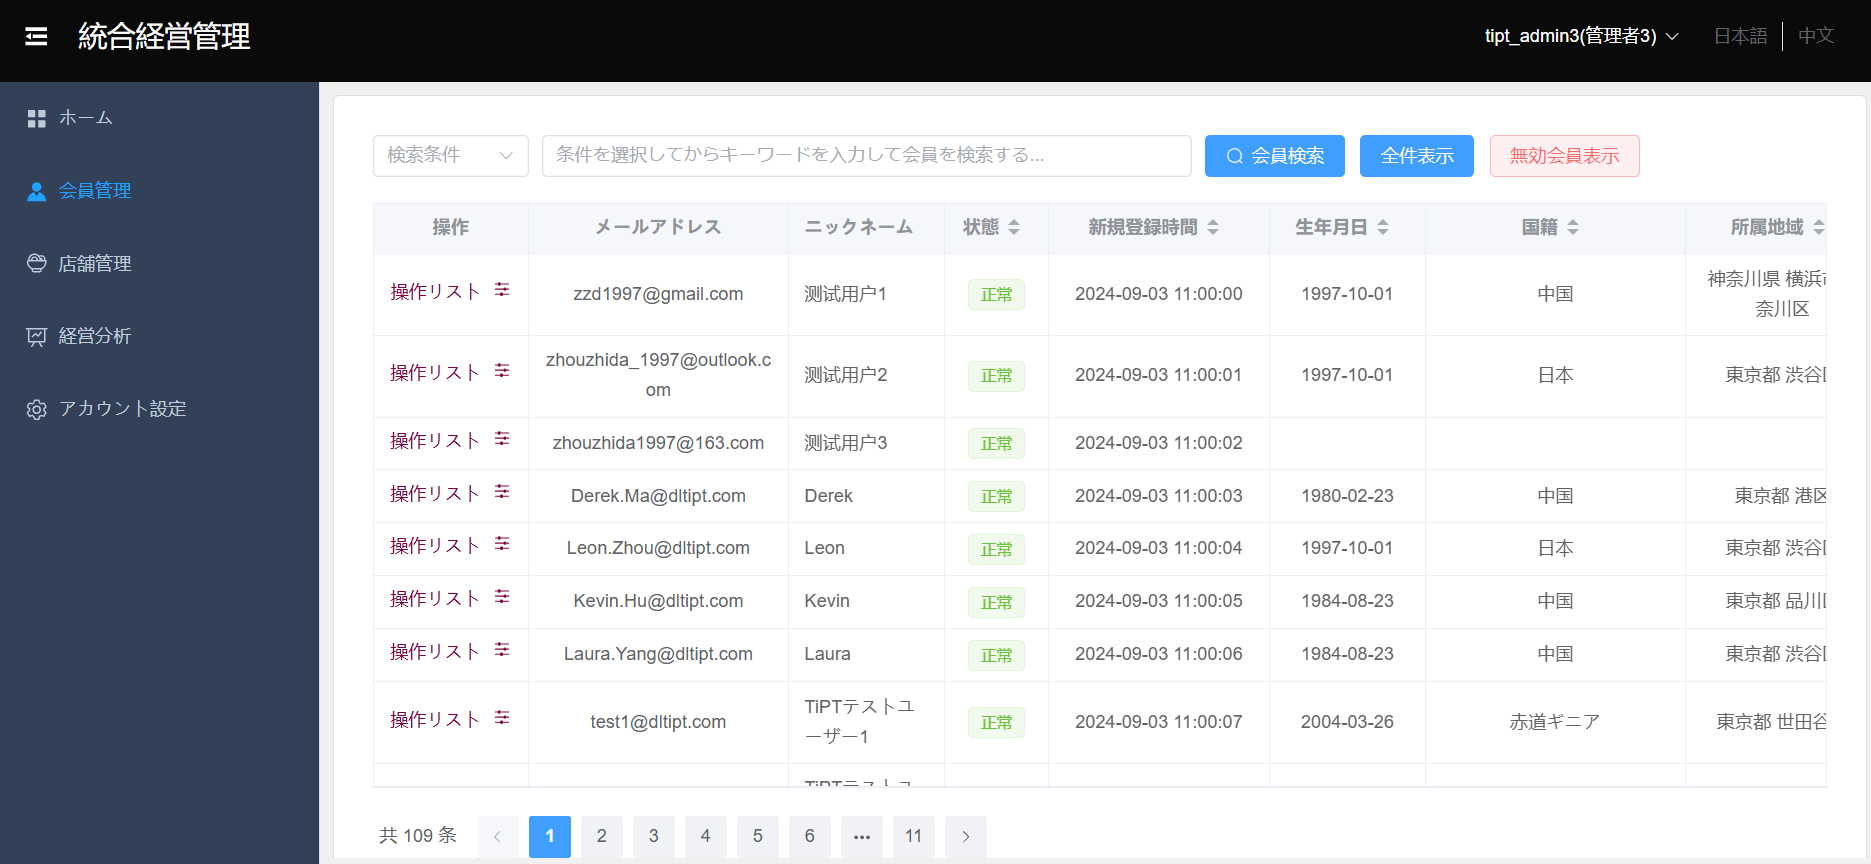 統合経営管理
tipt_admin3(管理者3)
日本語 中文
ホーム
会員管理
店舗管理
経営分析
アカウント設定
検索条件 条件を選択してからキーワードを入力して会員を検索する... 会員検索 全件表示 無効会員表示
操作 メールアドレス ニックネーム 状態 新規登録時間 生年月日 国籍 所属地域
操作リスト zzd1997@gmail.com 测试用户1 正常 2024-09-03 11:00:00 1997-10-01 中国 神奈川県 横浜
奈川区
操作リスト zhouzhida_1997@outlook.c
om 测试用户2 正常 2024-09-03 11:00:01 1997-10-01 日本 東京都 渋谷
操作リスト zhouzhida1997@163.com 测试用户3 正常 2024-09-03 11:00:02
操作リスト Derek.Ma@dltipt.com Derek 正常 2024-09-03 11:00:03 1980-02-23 中国 東京都 港区
操作リスト Leon.Zhou@dltipt.com Leon 正常 2024-09-03 11:00:04 1997-10-01 日本 東京都 渋谷
操作リスト Kevin.Hu@dltipt.com Kevin 正常 2024-09-03 11:00:05 1984-08-23 中国 東京都 品川
操作リスト Laura.Yang@dltipt.com Laura 正常 2024-09-03 11:00:06 1984-08-23 中国 東京都 渋谷
操作リスト test1@dltipt.com TiPTテストユ
ーザー1 正常 2024-09-03 11:00:07 2004-03-26 赤道ギニア 東京都 世田谷
TiPTテストユ
共 109 条 1 2 3 4 5 6 ... 11